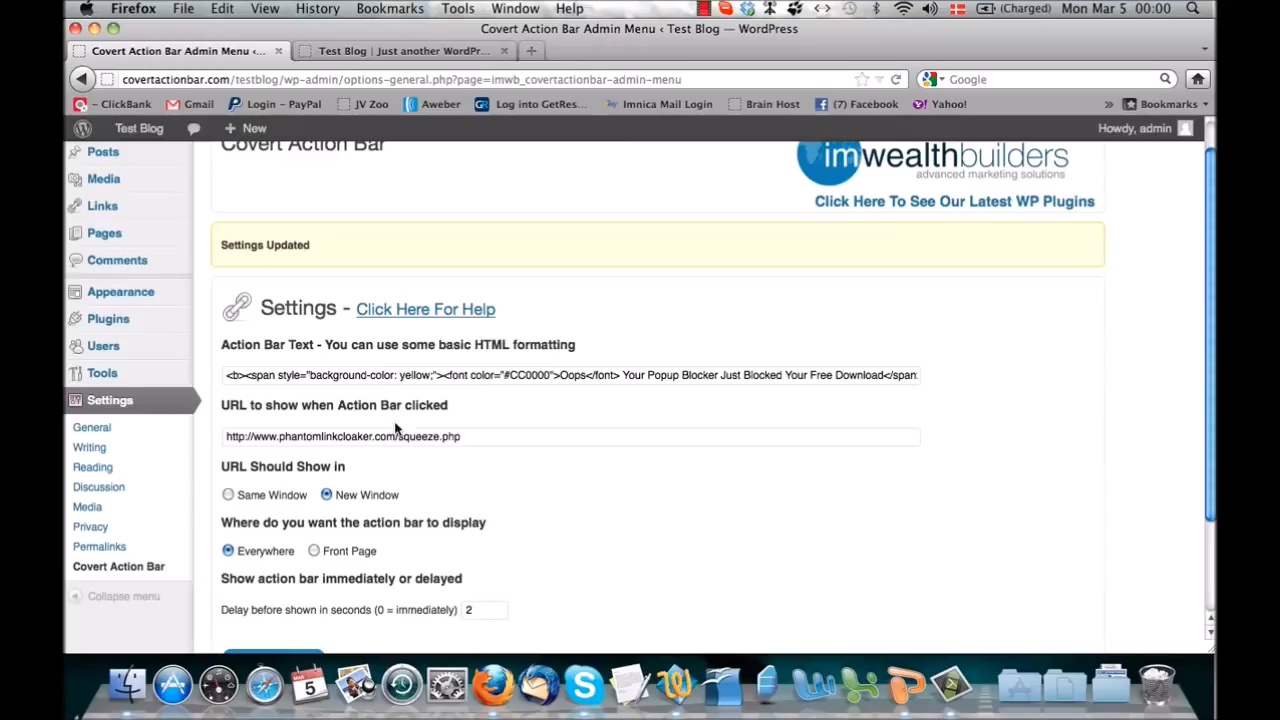 Firefox File Edit View History Bookmarks Tools Window Help (Charged) Mon Mar 5 00:00
Covert Action Bar Admin Menu ‹ Test Blog — WordPress
Covert Action Bar Admin Menu ‹... Test Blog | Just another WordPr...
covertactionbar.com/testblog/wp-admin/options-general.php?page=imwb_covertactionbar-admin-menu Google
- ClickBank Gmail Login - PayPal JV Zoo Aweber Log into GetRes... Imnica Mail Login Brain Host (7) Facebook Yahoo! » Bookmarks
Test Blog + New Howdy, admin
Covert Action Bar
imwealthbuilders
advanced marketing solutions
Click Here To See Our Latest WP Plugins
Posts
Media
Links
Pages
Comments
Appearance
Plugins
Users
Tools
Settings
General
Writing
Reading
Discussion
Media
Privacy
Permalinks
Covert Action Bar
Collapse menu
Settings Updated
Settings - Click Here For Help
Action Bar Text - You can use some basic HTML formatting
<b><span style="background-color: yellow;"><font color="#CC0000">Oops</font> Your Popup Blocker Just Blocked Your Free Download</span
URL to show when Action Bar clicked
http://www.phantomlinkcloaker.com/squeeze.php
URL Should Show in
Same Window New Window
Where do you want the action bar to display
Everywhere Front Page
Show action bar immediately or delayed
Delay before shown in seconds (0 = immediately) 2
MAR
5